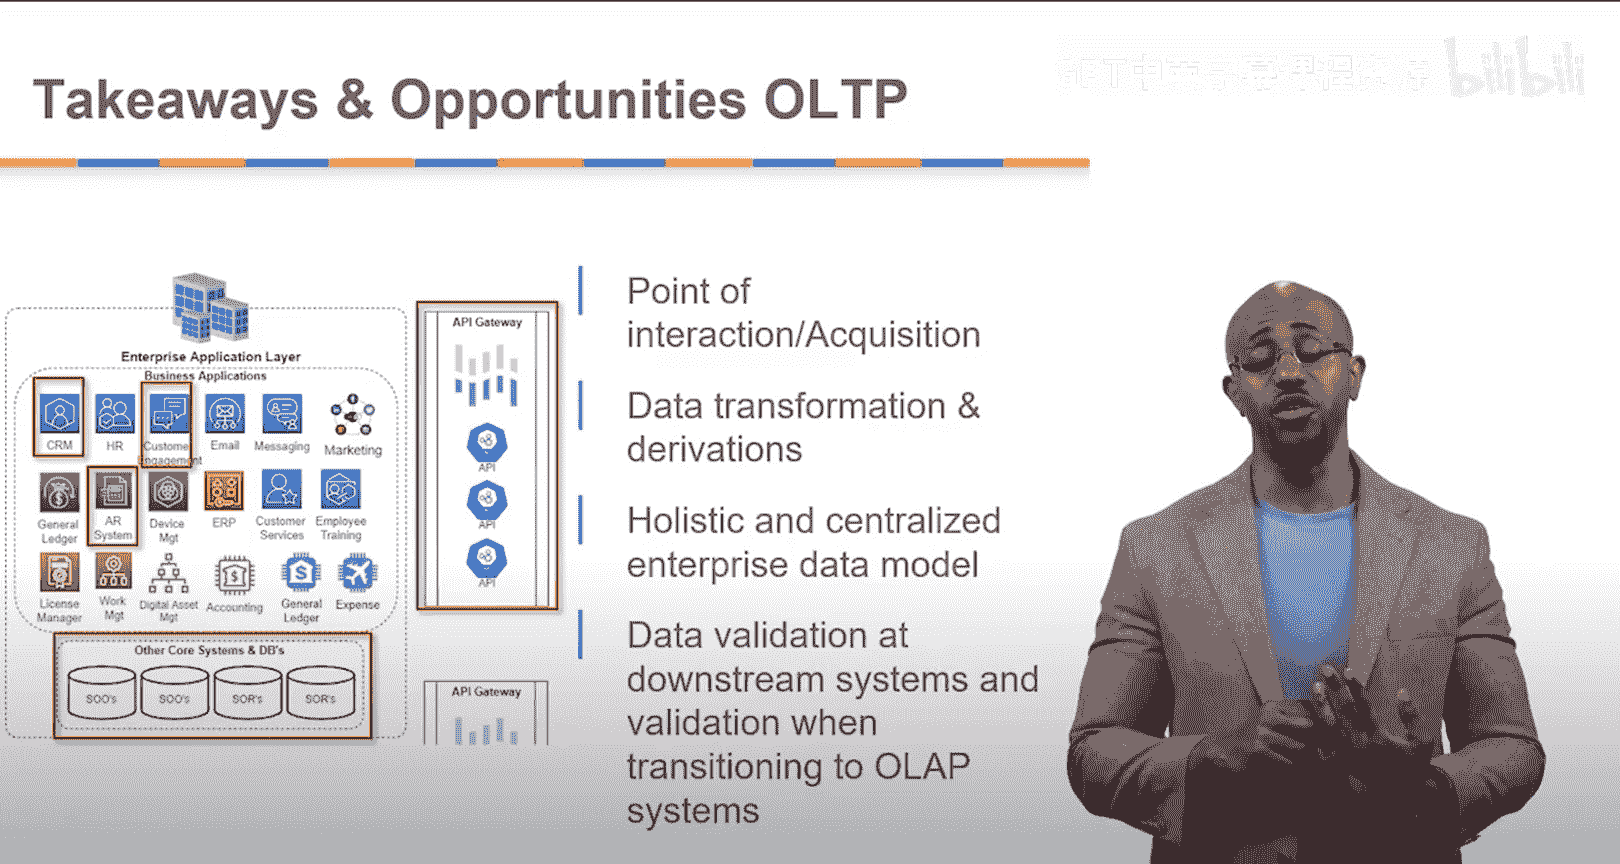 Takeaways & Opportunities OLTP
bilibili
Enterprise Application Layer
Business Applications
CRM
HR
Customer
Engagement
Email
Messaging
Marketing
General
Ledger
AR
System
Device
Mgt
ERP
Customer
Services
Employee
Training
License
Manager
Work
Mgt
Digital Asset
Mgt
Accounting
General
Ledger
Expense
Other Core Systems & DB's
SOO's
SOO's
SOR's
SOR's
API Gateway
API
API
API
API Gateway
Point of
interaction/Acquisition
Data transformation &
derivations
Holistic and centralized
enterprise data model
Data validation at
downstream systems and
validation when
transitioning to OLAP
systems